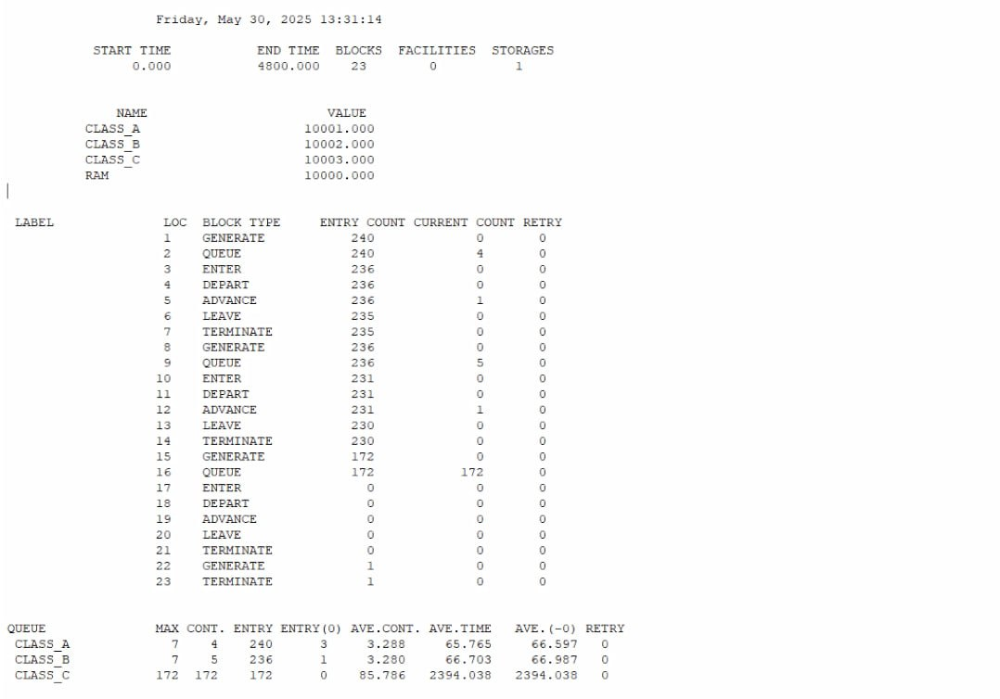 Friday, May 30, 2025 13:31:14
START TIME END TIME BLOCKS FACILITIES STORAGES
0.000 4800.000 23 0 1
NAME VALUE
CLASS_A 10001.000
CLASS_B 10002.000
CLASS_C 10003.000
RAM 10000.000
LABEL LOC BLOCK TYPE ENTRY COUNT CURRENT COUNT RETRY
1 GENERATE 240 0 0
2 QUEUE 240 4 0
3 ENTER 236 0 0
4 DEPART 236 0 0
5 ADVANCE 236 1 0
6 LEAVE 235 0 0
7 TERMINATE 235 0 0
8 GENERATE 236 0 0
9 QUEUE 236 5 0
10 ENTER 231 0 0
11 DEPART 231 0 0
12 ADVANCE 231 1 0
13 LEAVE 230 0 0
14 TERMINATE 230 0 0
15 GENERATE 172 0 0
16 QUEUE 172 172 0
17 ENTER 0 0 0
18 DEPART 0 0 0
19 ADVANCE 0 0 0
20 LEAVE 0 0 0
21 TERMINATE 0 0 0
22 GENERATE 1 0 0
23 TERMINATE 1 0 0
QUEUE MAX CONT. ENTRY ENTRY(0) AVE.CONT. AVE.TIME AVE.(-0) RETRY
CLASS_A 7 4 240 3 3.288 65.765 66.597 0
CLASS_B 7 5 236 1 3.280 66.703 66.987 0
CLASS_C 172 172 172 0 85.786 2394.038 2394.038 0